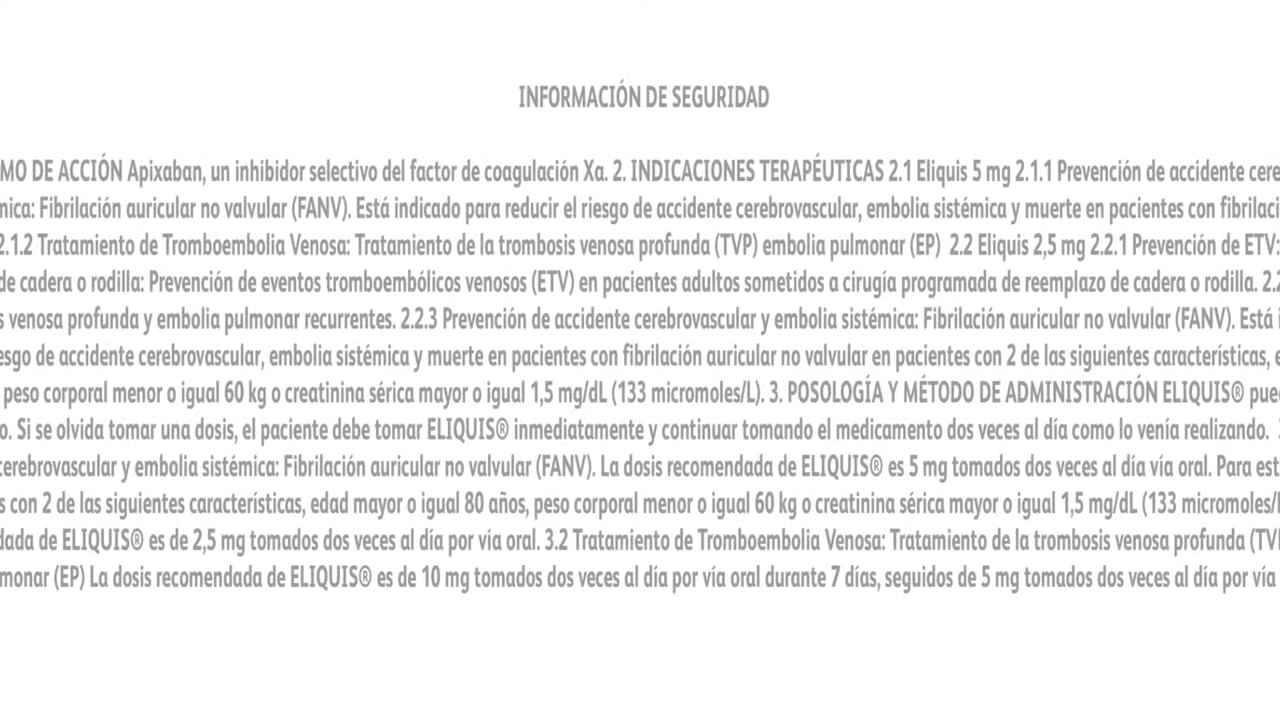 INFORMACIÓN DE SEGURIDAD
MO DE ACCIÓN Apixaban, un inhibidor selectivo del factor de coagulación Xa. 2. INDICACIONES TERAPÉUTICAS 2.1 Eliquis 5 mg 2.1.1 Prevención de accidente cere
mica: Fibrilación auricular no valvular (FANV). Está indicado para reducir el riesgo de accidente cerebrovascular, embolia sistémica y muerte en pacientes con fibrilaci
2.1.2 Tratamiento de Tromboembolia Venosa: Tratamiento de la trombosis venosa profunda (TVP) embolia pulmonar (EP) 2.2 Eliquis 2,5 mg 2.2.1 Prevención de ETV:
de cadera o rodilla: Prevención de eventos tromboembólicos venosos (ETV) en pacientes adultos sometidos a cirugía programada de reemplazo de cadera o rodilla. 2.2
s venosa profunda y embolia pulmonar recurrentes. 2.2.3 Prevención de accidente cerebrovascular y embolia sistémica: Fibrilación auricular no valvular (FANV). Está i
esgo de accidente cerebrovascular, embolia sistémica y muerte en pacientes con fibrilación auricular no valvular en pacientes con 2 de las siguientes características, e
peso corporal menor o igual 60 kg o creatinina sérica mayor o igual 1,5 mg/dL (133 micromoles/L). 3. POSOLOGÍA Y MÉTODO DE ADMINISTRACIÓN ELIQUIS® pue
o. Si se olvida tomar una dosis, el paciente debe tomar ELIQUIS® inmediatamente y continuar tomando el medicamento dos veces al día como lo venía realizando.
cerebrovascular y embolia sistémica: Fibrilación auricular no valvular (FANV). La dosis recomendada de ELIQUIS® es 5 mg tomados dos veces al día vía oral. Para est
s con 2 de las siguientes características, edad mayor o igual 80 años, peso corporal menor o igual 60 kg o creatinina sérica mayor o igual 1,5 mg/dL (133 micromoles/
dada de ELIQUIS® es de 2,5 mg tomados dos veces al día por vía oral. 3.2 Tratamiento de Tromboembolia Venosa: Tratamiento de la trombosis venosa profunda (TV
monar (EP) La dosis recomendada de ELIQUIS® es de 10 mg tomados dos veces al día por vía oral durante 7 días, seguidos de 5 mg tomados dos veces al día por vía